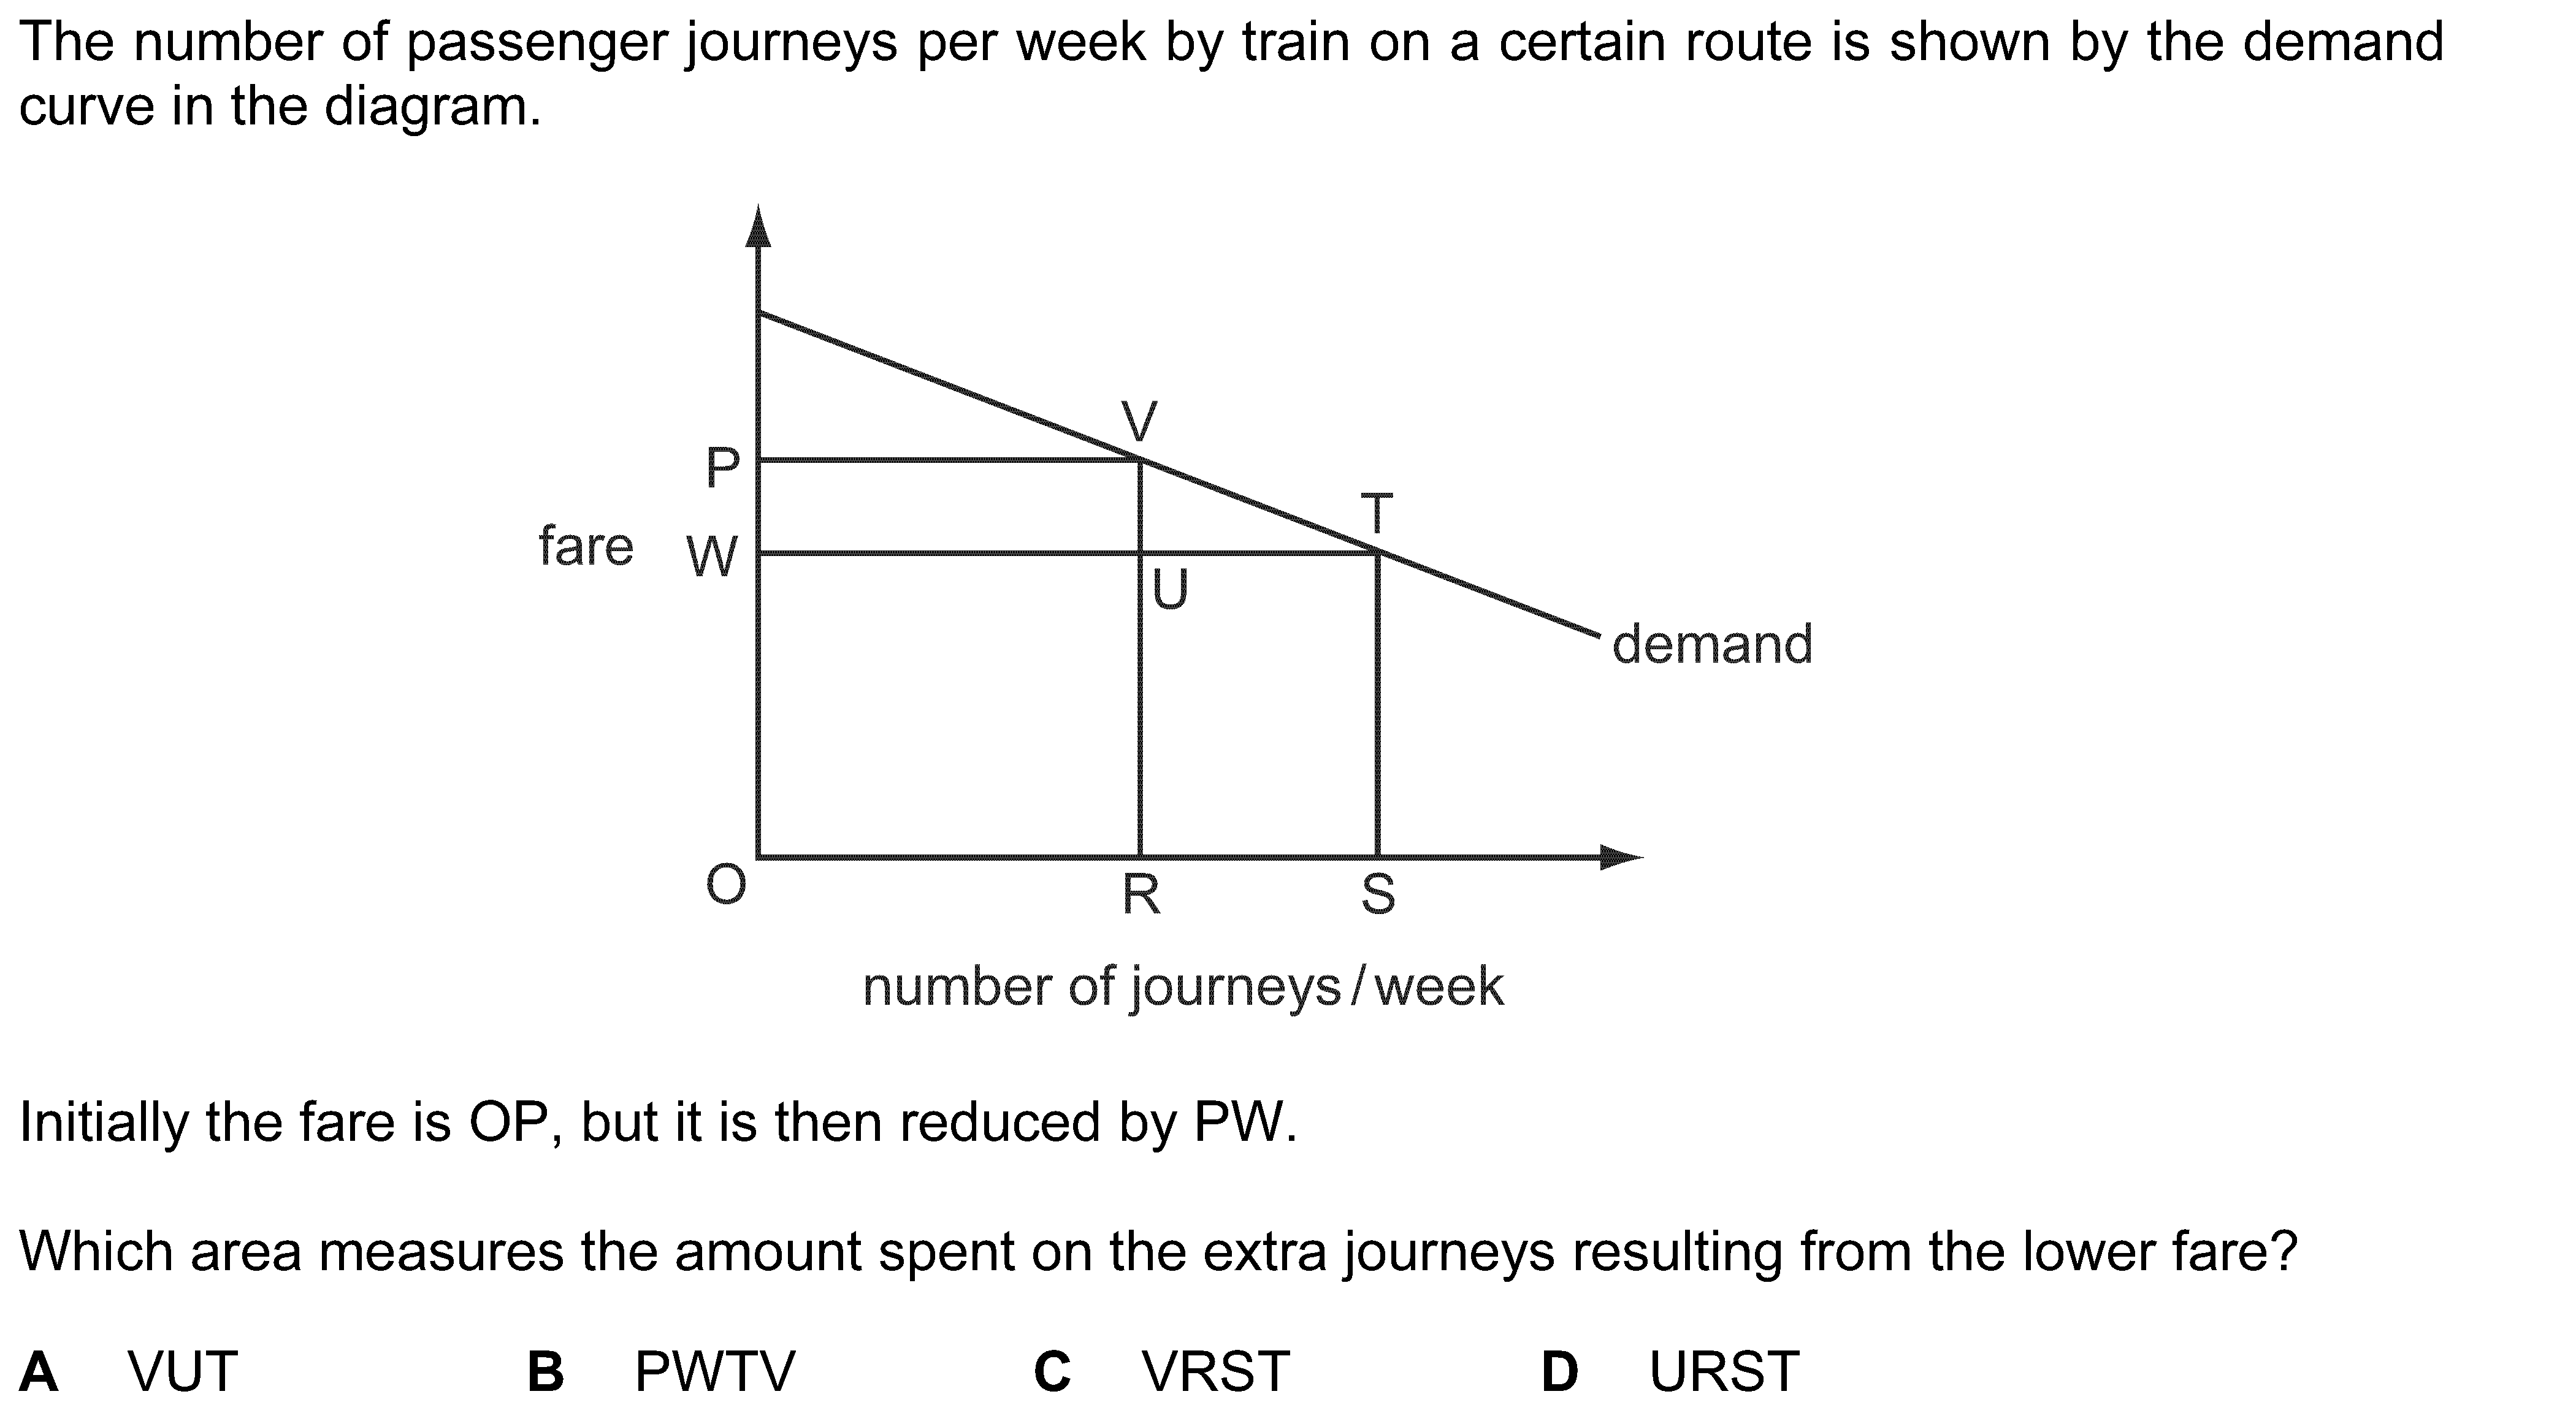 The number of passenger journeys per week by train on a certain route is shown by the demand
curve in the diagram.
V
P
T
fare W
U
demand
O
R S
number of journeys / week
Initially the fare is OP, but it is then reduced by PW.
Which area measures the amount spent on the extra journeys resulting from the lower fare?
A VUT B PWTV C VRST D URST